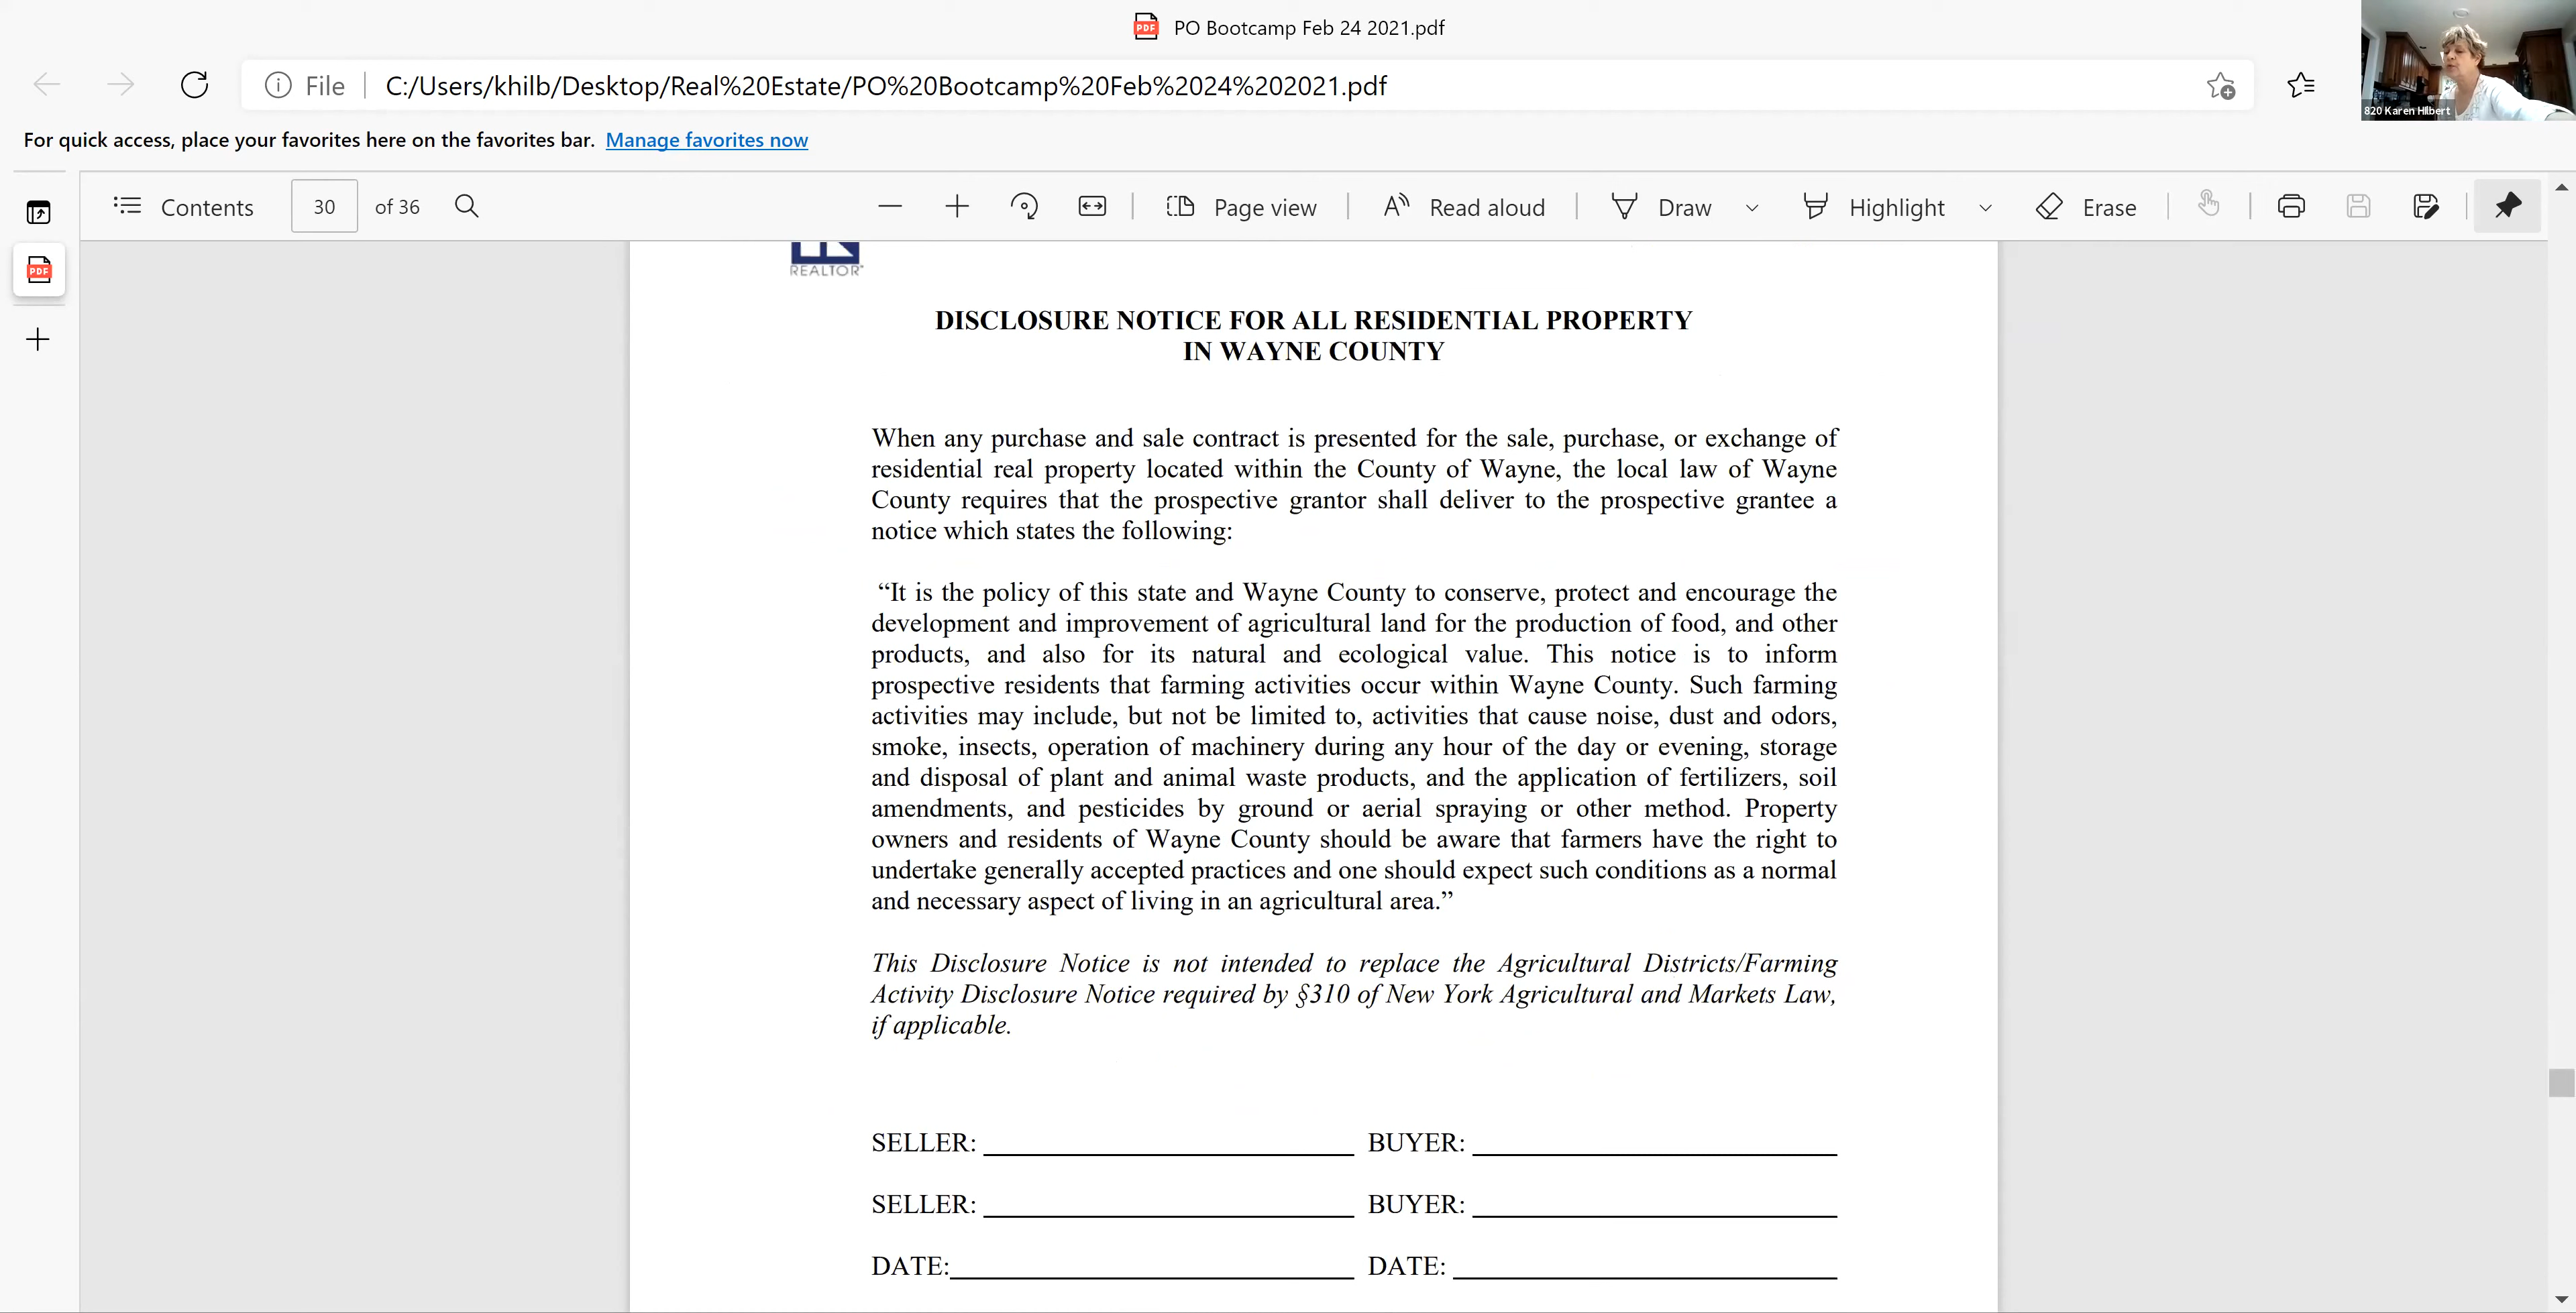 PO Bootcamp Feb 24 2021.pdf
File
C:/Users/khilb/Desktop/Real%20Estate/PO%20Bootcamp%20Feb%2024%202021.pdf
820 Karen Hilbert
For quick access, place your favorites here on the favorites bar. Manage favorites now
Contents 30 of 36 Page view Read aloud Draw Highlight Erase
PDF
REALTOR®
DISCLOSURE NOTICE FOR ALL RESIDENTIAL PROPERTY
IN WAYNE COUNTY
When any purchase and sale contract is presented for the sale, purchase, or exchange of
residential real property located within the County of Wayne, the local law of Wayne
County requires that the prospective grantor shall deliver to the prospective grantee a
notice which states the following:
“It is the policy of this state and Wayne County to conserve, protect and encourage the
development and improvement of agricultural land for the production of food, and other
products, and also for its natural and ecological value. This notice is to inform
prospective residents that farming activities occur within Wayne County. Such farming
activities may include, but not be limited to, activities that cause noise, dust and odors,
smoke, insects, operation of machinery during any hour of the day or evening, storage
and disposal of plant and animal waste products, and the application of fertilizers, soil
amendments, and pesticides by ground or aerial spraying or other method. Property
owners and residents of Wayne County should be aware that farmers have the right to
undertake generally accepted practices and one should expect such conditions as a normal
and necessary aspect of living in an agricultural area.”
This Disclosure Notice is not intended to replace the Agricultural Districts/Farming
Activity Disclosure Notice required by §310 of New York Agricultural and Markets Law,
if applicable.
SELLER: BUYER:
SELLER: BUYER:
DATE: DATE: